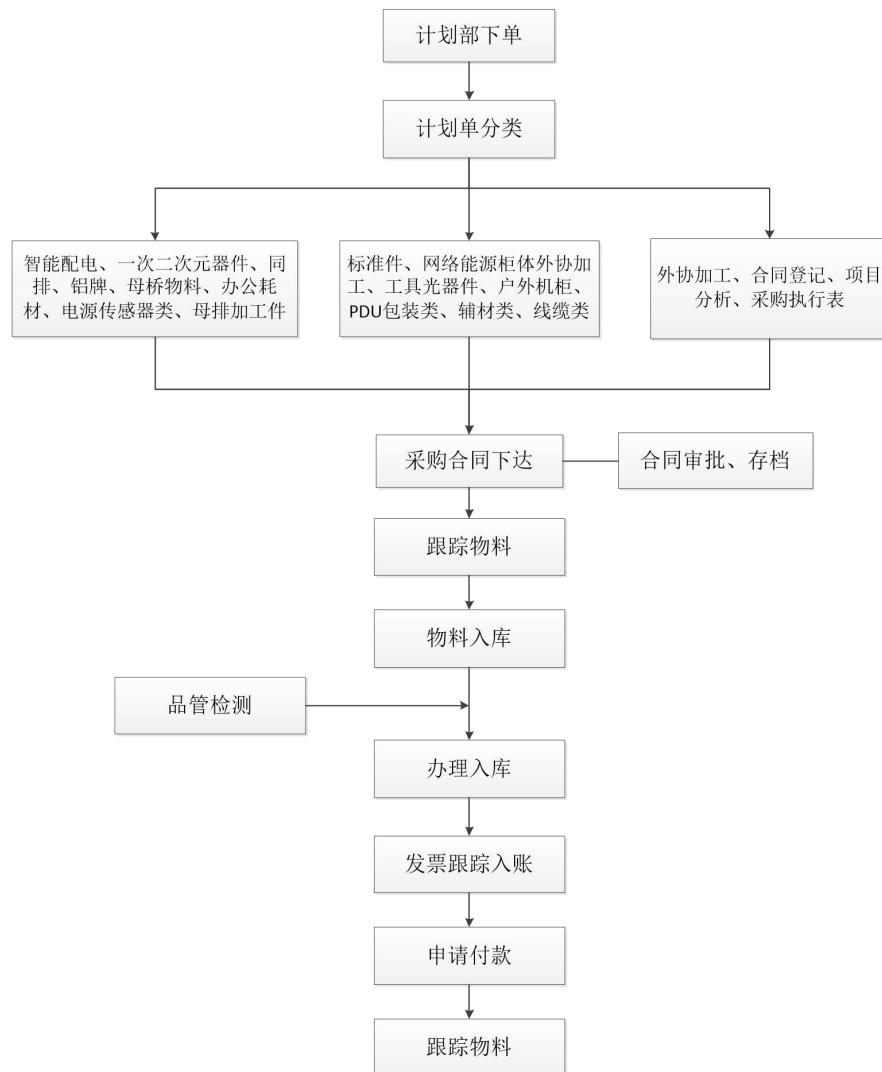 计划部下单
计划单分类
智能配电、一次二次元器件、同
排、铝牌、母桥物料、办公耗
材、电源传感器类、母排加工件
标准件、网络能源柜体外协加
工、工具光器件、户外机柜、
PDU包装类、辅材类、线缆类
外协加工、合同登记、项目
分析、采购执行表
采购合同下达
合同审批、存档
跟踪物料
物料入库
品管检测
办理入库
发票跟踪入账
申请付款
跟踪物料